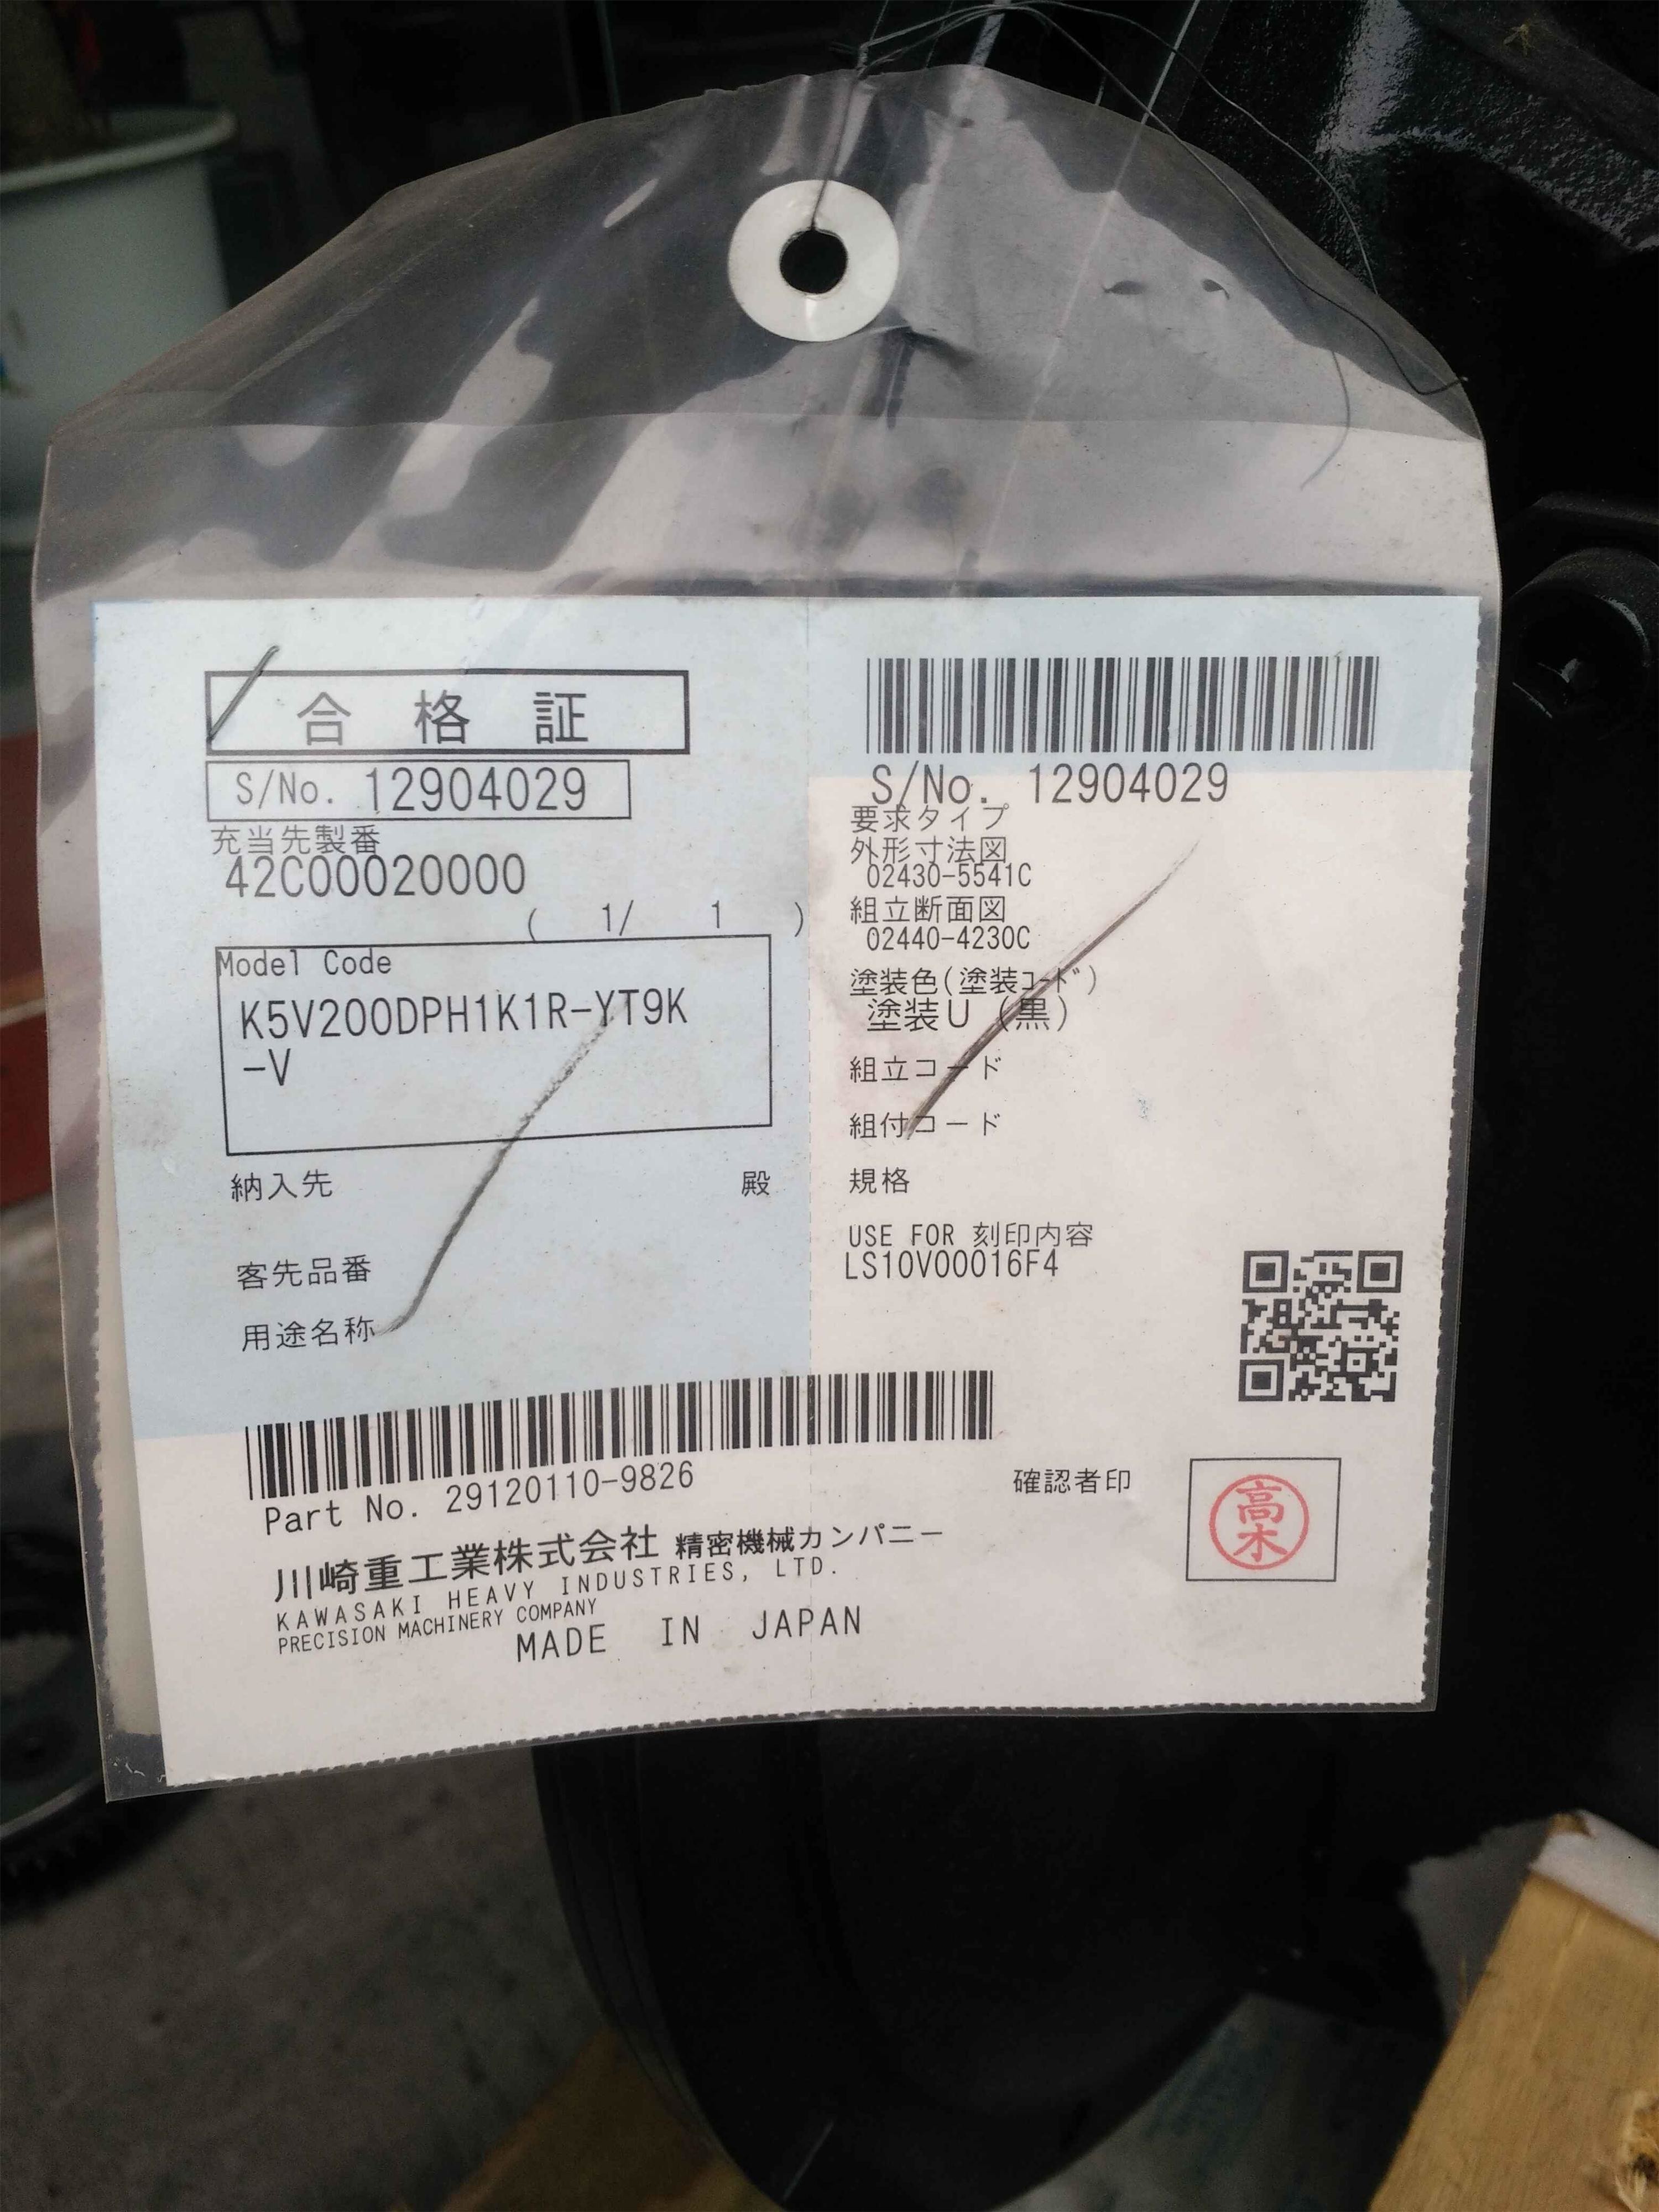 合格証
S/No. 12904029
充当先製番
42C00020000
( 1/ 1 )
Model Code
K5V200DPH1K1R-YT9K
-V
納入先 殿
客先品番
用途名称
Part No. 29120110-9826
川崎重工業株式会社 精密機械カンパニー
KAWASAKI HEAVY INDUSTRIES, LTD.
PRECISION MACHINERY COMPANY
MADE IN JAPAN
S/No. 12904029
要求タイプ
外形寸法図
02430-5541C
組立断面図
02440-4230C
塗装色(塗装コード)
塗装U (黒)
組立コード
組付コード
規格
USE FOR 刻印内容
LS10V00016F4
確認者印
高木